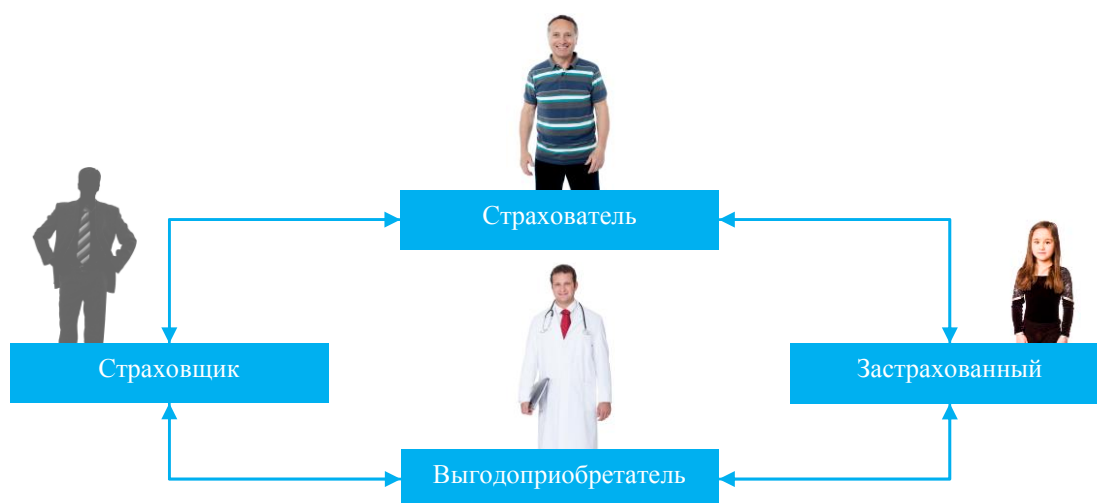 Страхователь
Страховщик
Застрахованный
Выгодоприобретатель